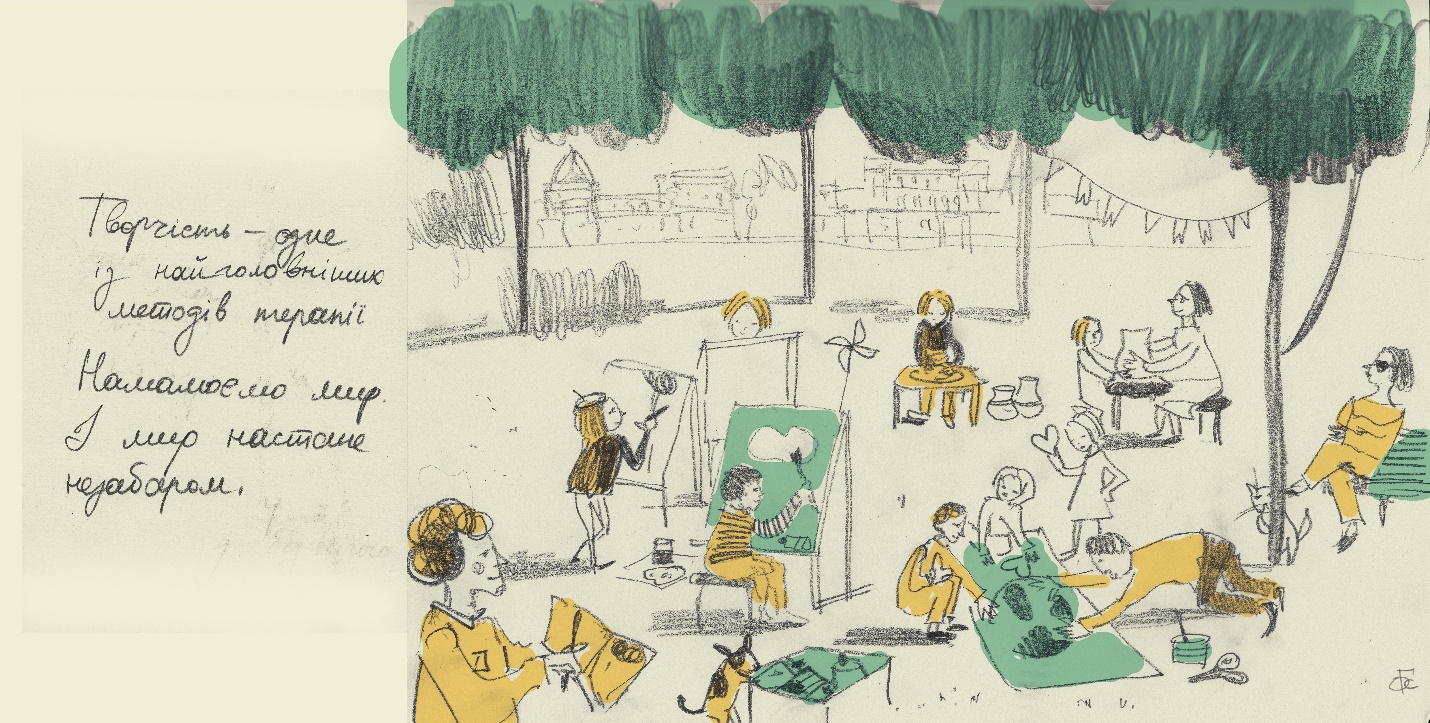 Творчість – одне
із найголовніших
методів терапії
Намалюємо мир.
І мир настане
незабаром.